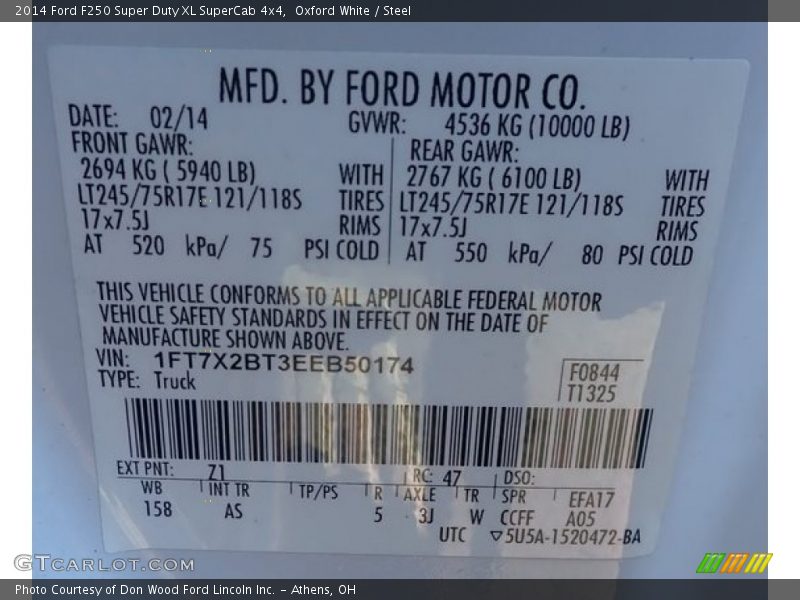 2014 Ford F250 Super Duty XL SuperCab 4x4, Oxford White / Steel
MFD. BY FORD MOTOR CO.
DATE: 02/14 GVWR: 4536 KG (10000 LB)
FRONT GAWR: REAR GAWR:
2694 KG ( 5940 LB) WITH 2767 KG ( 6100 LB) WITH
LT245/75R17E 121/118S TIRES LT245/75R17E 121/118S TIRES
17x7.5J RIMS 17x7.5J RIMS
AT 520 kPa/ 75 PSI COLD AT 550 kPa/ 80 PSI COLD
THIS VEHICLE CONFORMS TO ALL APPLICABLE FEDERAL MOTOR
VEHICLE SAFETY STANDARDS IN EFFECT ON THE DATE OF
MANUFACTURE SHOWN ABOVE.
VIN: 1FT7X2BT3EEB50174
TYPE: Truck
F0844
T1325
EXT PNT: Z1 RC: 47 DSO:
WB INT TR TP/PS R AXLE TR SPR EFA17
158 AS 5 3J W CCFF A05
UTC ▽5U5A-1520472-BA
GTCARLOT.COM
Photo Courtesy of Don Wood Ford Lincoln Inc. - Athens, OH